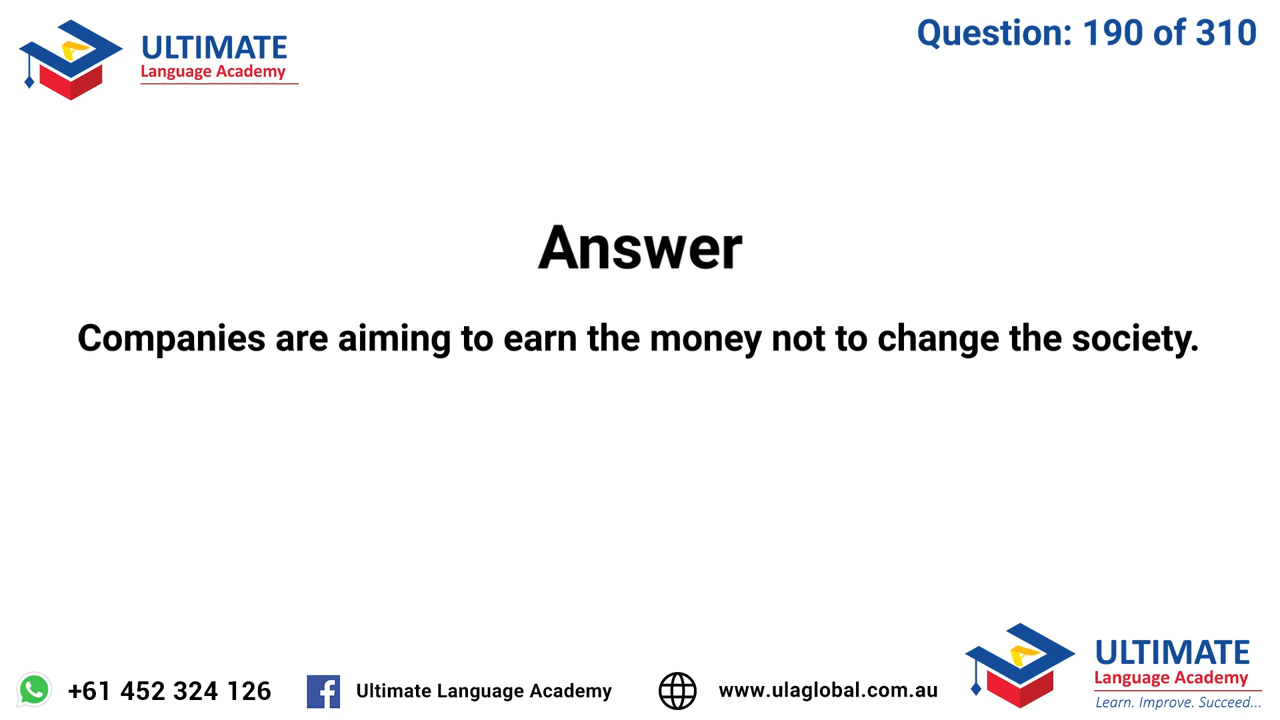 ULTIMATE
Language Academy
Question: 190 of 310
Answer
Companies are aiming to earn the money not to change the society.
+61 452 324 126
Ultimate Language Academy
www.ulaglobal.com.au
ULTIMATE
Language Academy
Learn. Improve. Succeed...